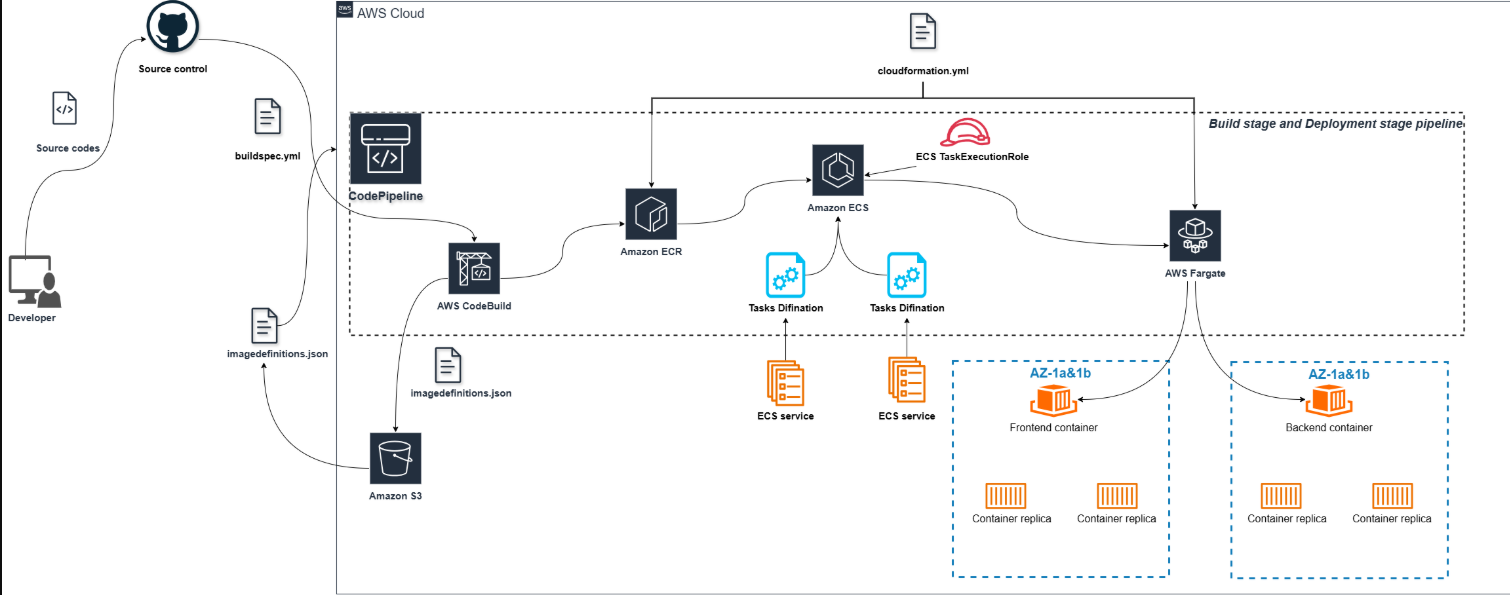 aws
AWS Cloud
Source control
cloudformation.yml
Source codes
buildspec.yml
Build stage and Deployment stage pipeline
ECS TaskExecutionRole
CodePipeline
Amazon ECS
Amazon ECR
AWS Fargate
AWS CodeBuild
Tasks Difination
Tasks Difination
Developer
imagedefinitions.json
imagedefinitions.json
ECS service
ECS service
AZ-1a&1b
AZ-1a&1b
Frontend container
Backend container
Amazon S3
Container replica
Container replica
Container replica
Container replica